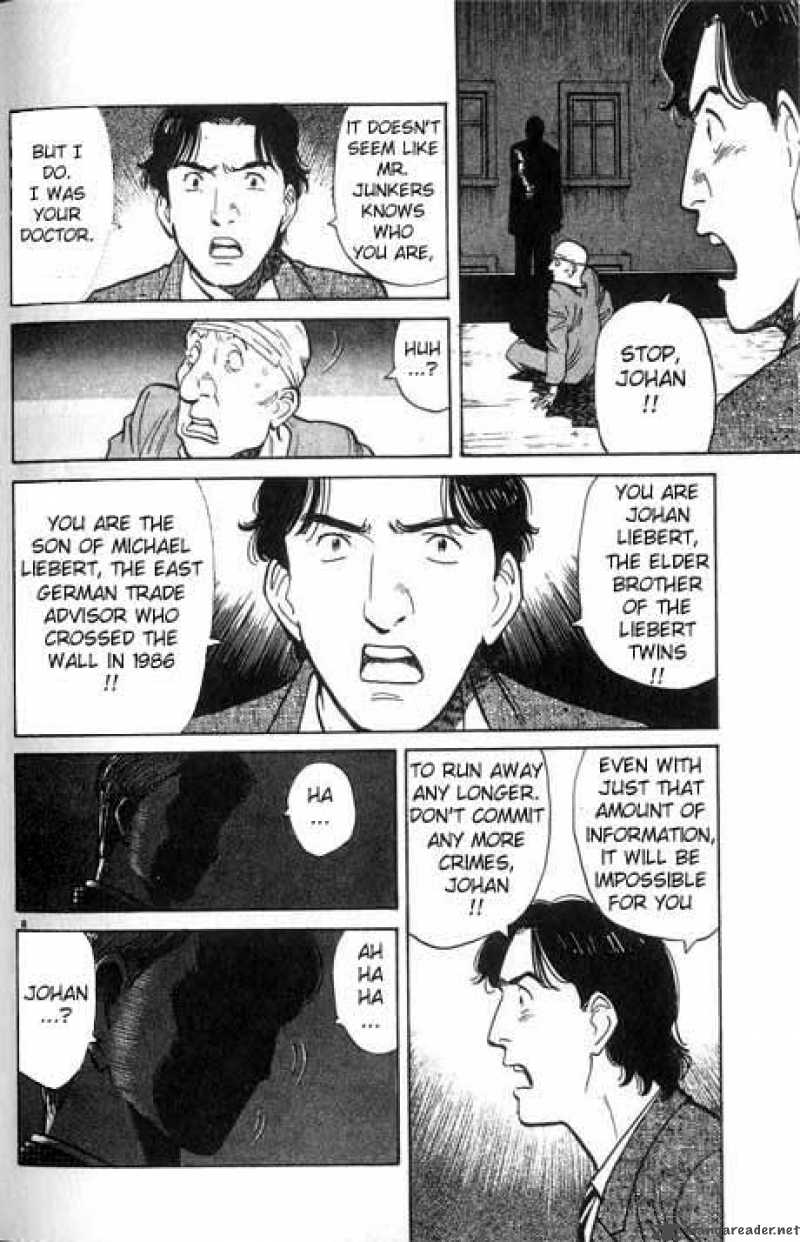 STOP,
JOHAN
!!
IT DOESN'T
SEEM LIKE
MR.
JUNKERS
KNOWS
WHO
YOU ARE,
BUT I
DO.
I WAS
YOUR
DOCTOR.
HUH
...?
YOU ARE
JOHAN
LIEBERT,
THE ELDER
BROTHER
OF THE
LIEBERT
TWINS
!!
YOU ARE THE
SON OF MICHAEL
LIEBERT, THE EAST
GERMAN TRADE
ADVISOR WHO
CROSSED THE
WALL IN 1986
!!
EVEN WITH
JUST THAT
AMOUNT OF
INFORMATION,
IT WILL BE
IMPOSSIBLE
FOR YOU
TO RUN AWAY
ANY LONGER.
DON'T COMMIT
ANY MORE
CRIMES,
JOHAN
!!
HA
...
AH
HA
HA
...
JOHAN
...?
8
mangareader.net